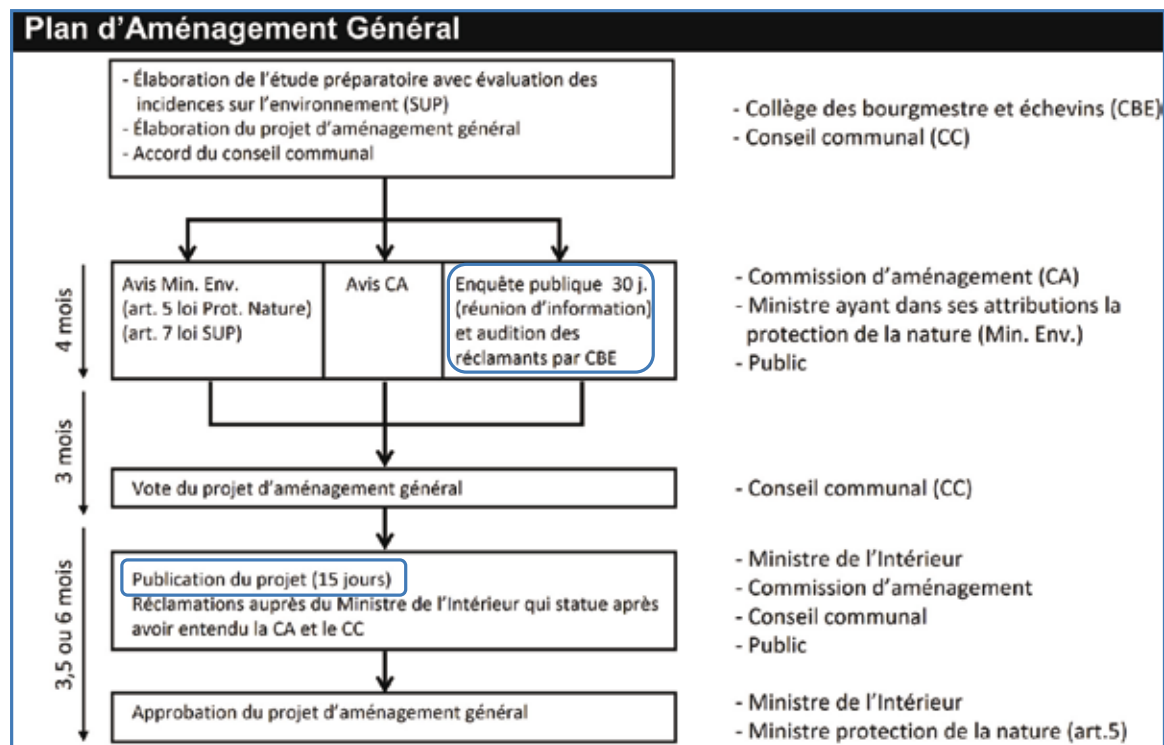 Plan d'Aménagement Général
- Élaboration de l'étude préparatoire avec évaluation des
incidences sur l'environnement (SUP)
- Élaboration du projet d'aménagement général
- Accord du conseil communal
- Collège des bourgmestre et échevins (CBE)
- Conseil communal (CC)
4 mois
Avis Min. Env.
(art. 5 loi Prot. Nature)
(art. 7 loi SUP)
Avis CA
Enquête publique 30 j.
(réunion d'information)
et audition des
réclamants par CBE
- Commission d'aménagement (CA)
- Ministre ayant dans ses attributions la
protection de la nature (Min. Env.)
- Public
3 mois
Vote du projet d'aménagement général
- Conseil communal (CC)
3,5 ou 6 mois
Publication du projet (15 jours)
Réclamations auprès du Ministre de l'Intérieur qui statue après
avoir entendu la CA et le CC
- Ministre de l'Intérieur
- Commission d'aménagement
- Conseil communal
- Public
Approbation du projet d'aménagement général
- Ministre de l'Intérieur
- Ministre protection de la nature (art.5)